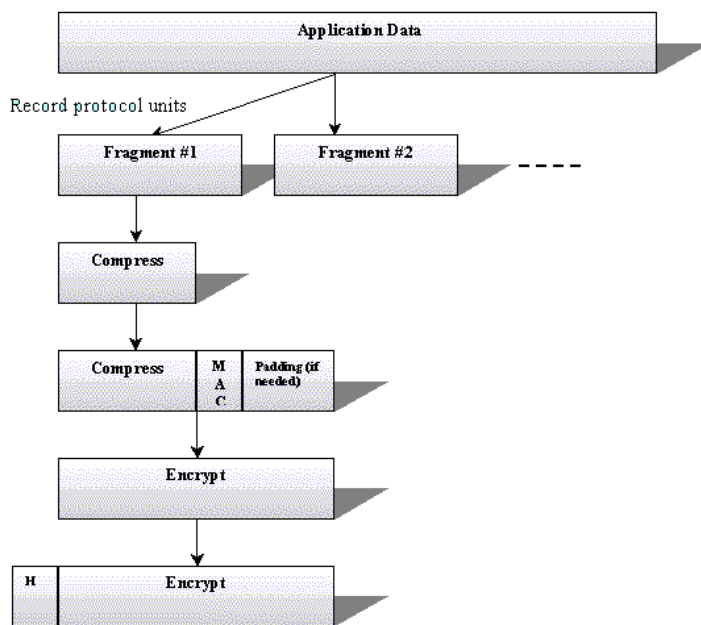 Application Data
Record protocol units
Fragment #1
Fragment #2
Compress
Compress
M
A
C
Padding (if
needed)
Encrypt
H
Encrypt